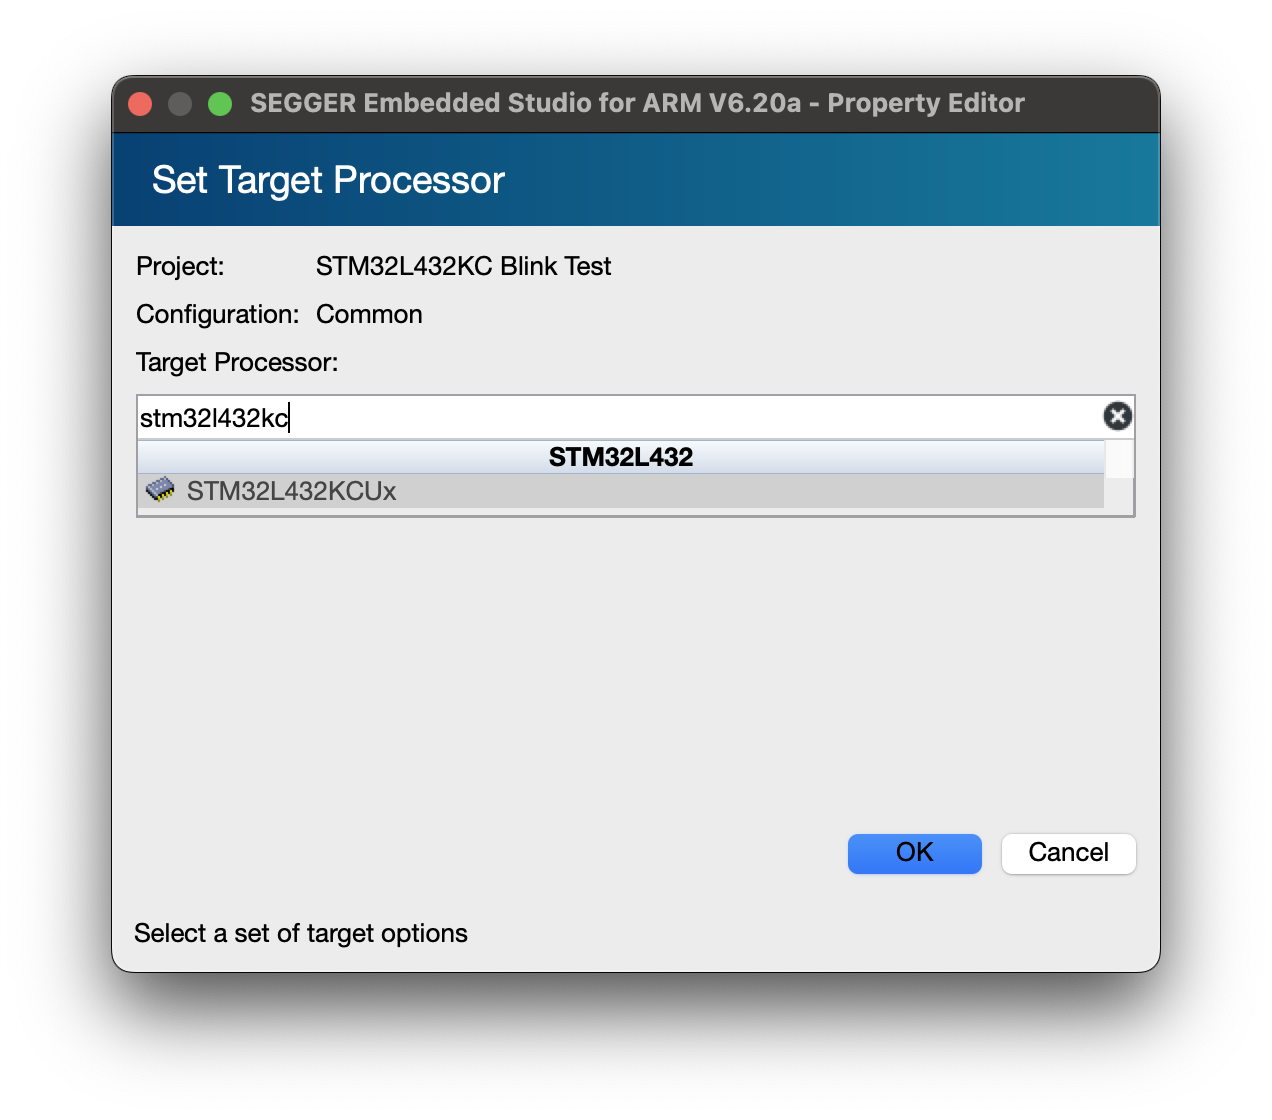 SEGGER Embedded Studio for ARM V6.20a - Property Editor
Set Target Processor
Project: STM32L432KC Blink Test
Configuration: Common
Target Processor:
stm32l432kc
STM32L432
STM32L432KCUx
OK Cancel
Select a set of target options